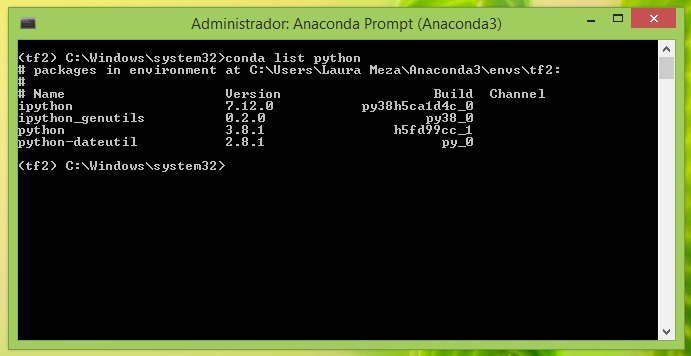 Administrador: Anaconda Prompt (Anaconda3)
(tf2) C:\Windows\system32>conda list python
# packages in environment at C:\Users\Laura Meza\Anaconda3\envs\tf2:
#
# Name                    Version                   Build  Channel
ipython                   7.12.0           py38h5ca1d4c_0
ipython_genutils          0.2.0                    py38_0
python                    3.8.1                h5fd99cc_1
python-dateutil           2.8.1                      py_0
(tf2) C:\Windows\system32>